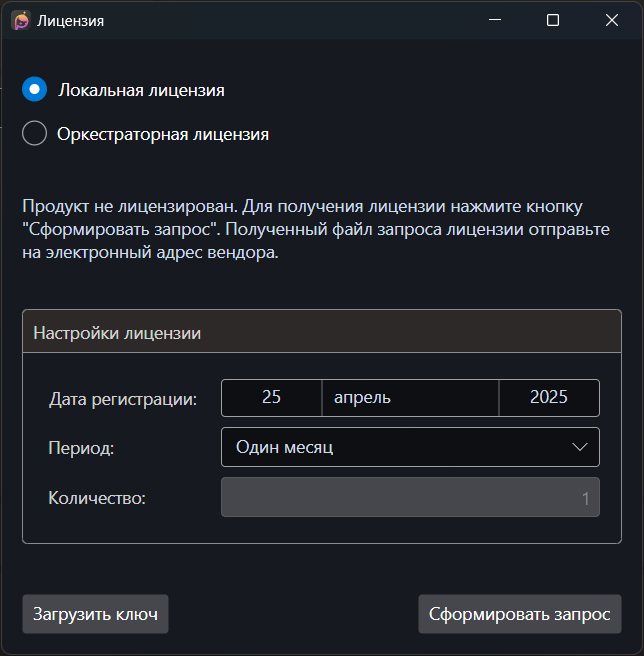 Лицензия
Локальная лицензия
Оркестраторная лицензия
Продукт не лицензирован. Для получения лицензии нажмите кнопку
"Сформировать запрос". Полученный файл запроса лицензии отправьте
на электронный адрес вендора.
Настройки лицензии
Дата регистрации: 25 апрель 2025
Период: Один месяц
Количество: 1
Загрузить ключ Сформировать запрос